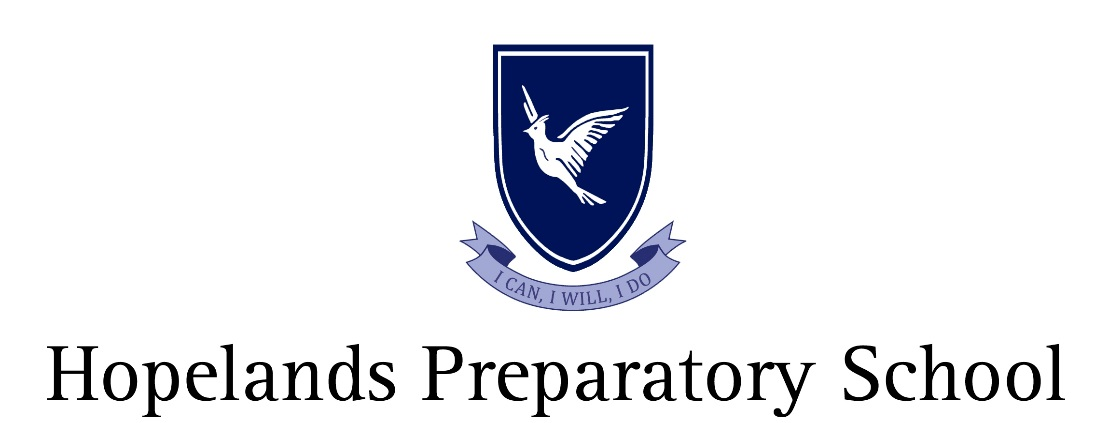 I CAN, I WILL, I DO
Hopelands Preparatory School